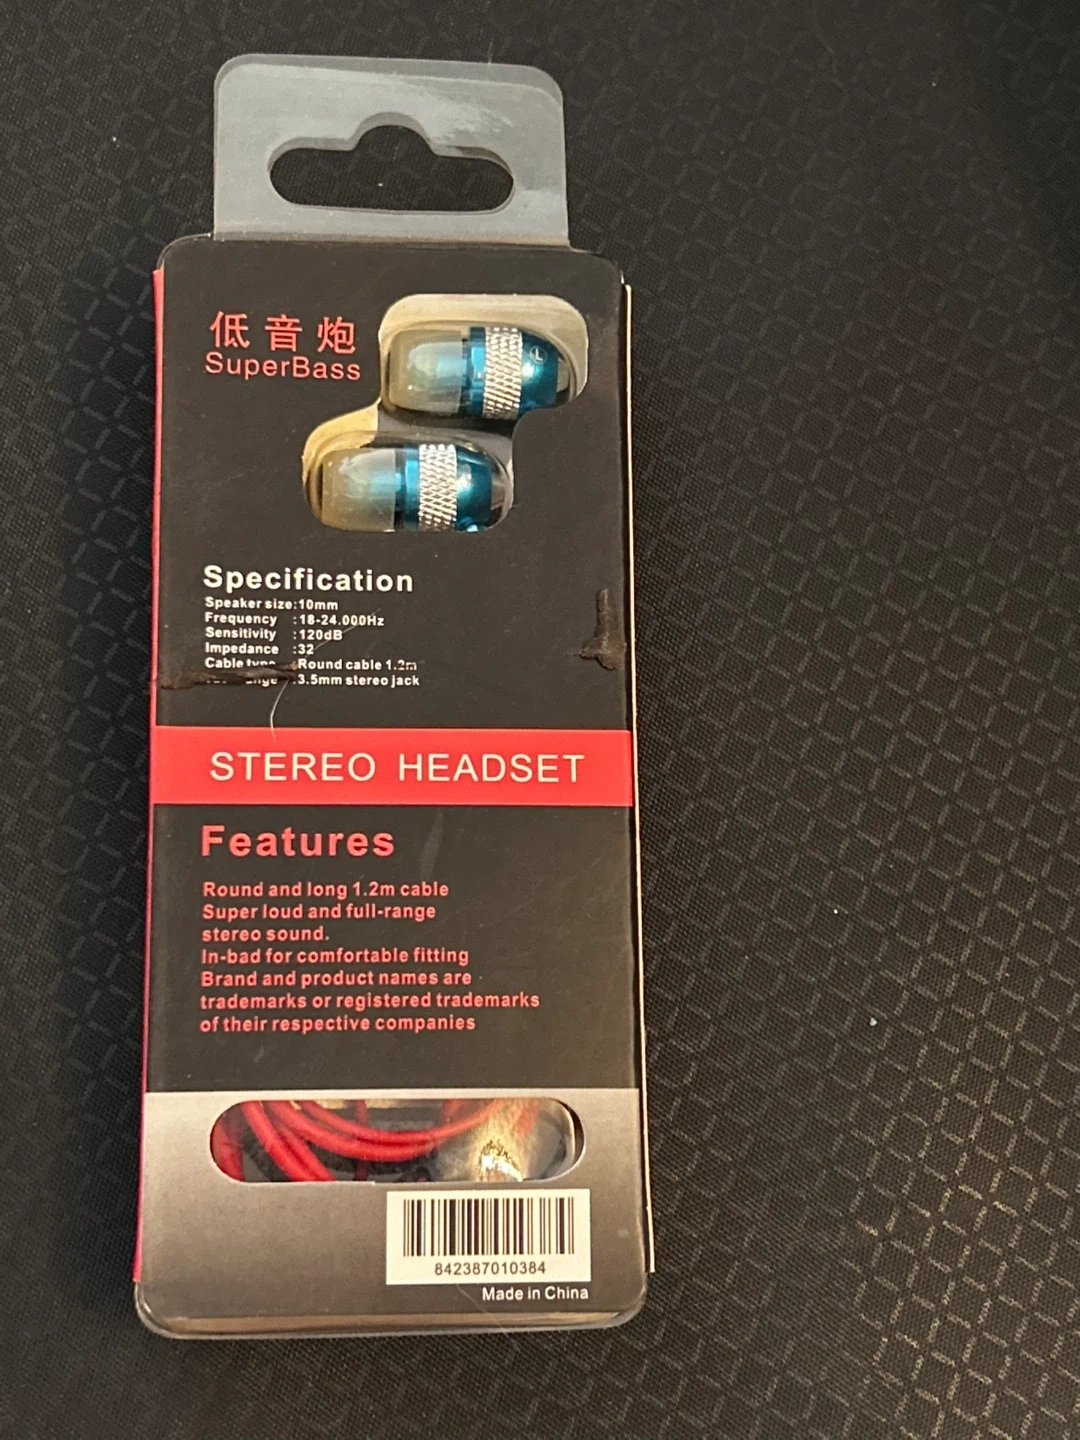 低音炮
SuperBass
L
Specification
Speaker size:10mm
Frequency :18-24.000Hz
Sensitivity :120dB
Impedance :32
Cable type :Round cable 1.2m
:3.5mm stereo jack
STEREO HEADSET
Features
Round and long 1.2m cable
Super loud and full-range
stereo sound.
In-bad for comfortable fitting
Brand and product names are
trademarks or registered trademarks
of their respective companies
842387010384
Made in China